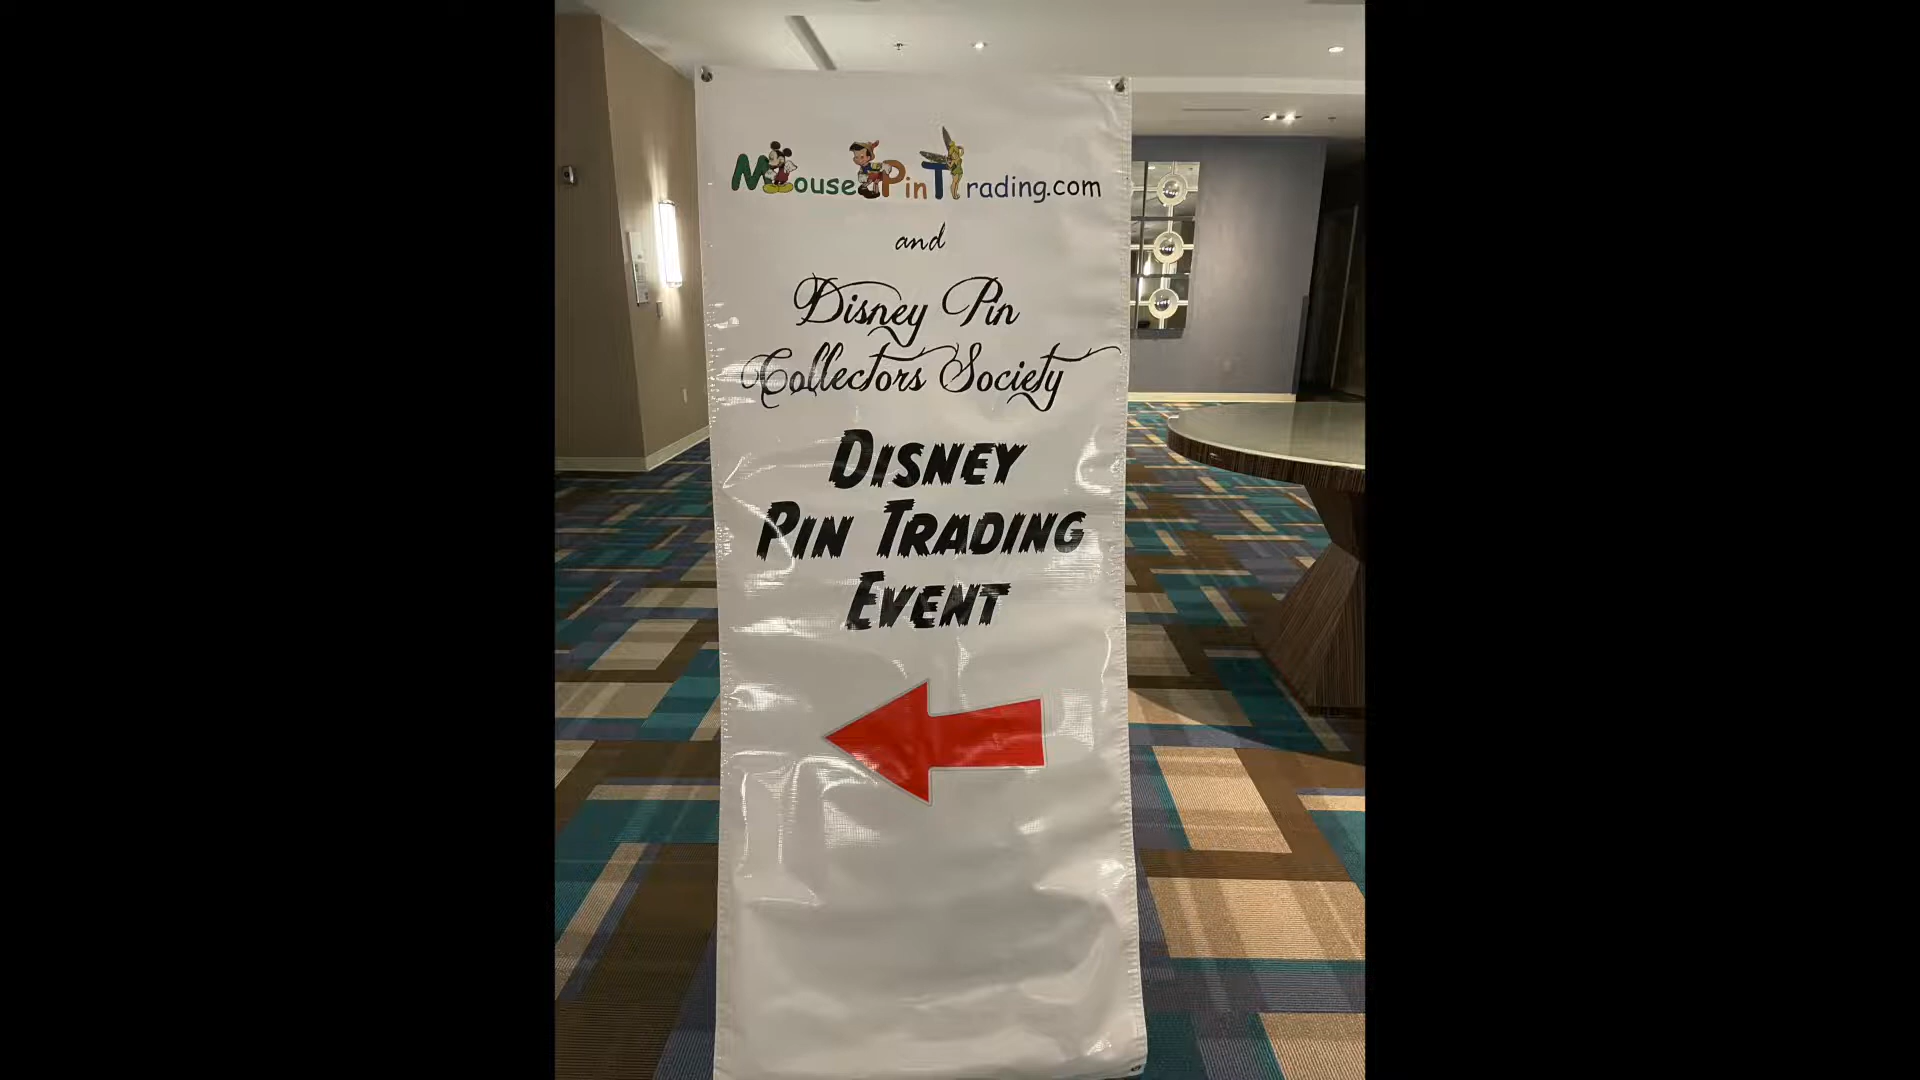 MousePinTrading.com
and
Disney Pin
Collectors Society
DISNEY
PIN TRADING
EVENT